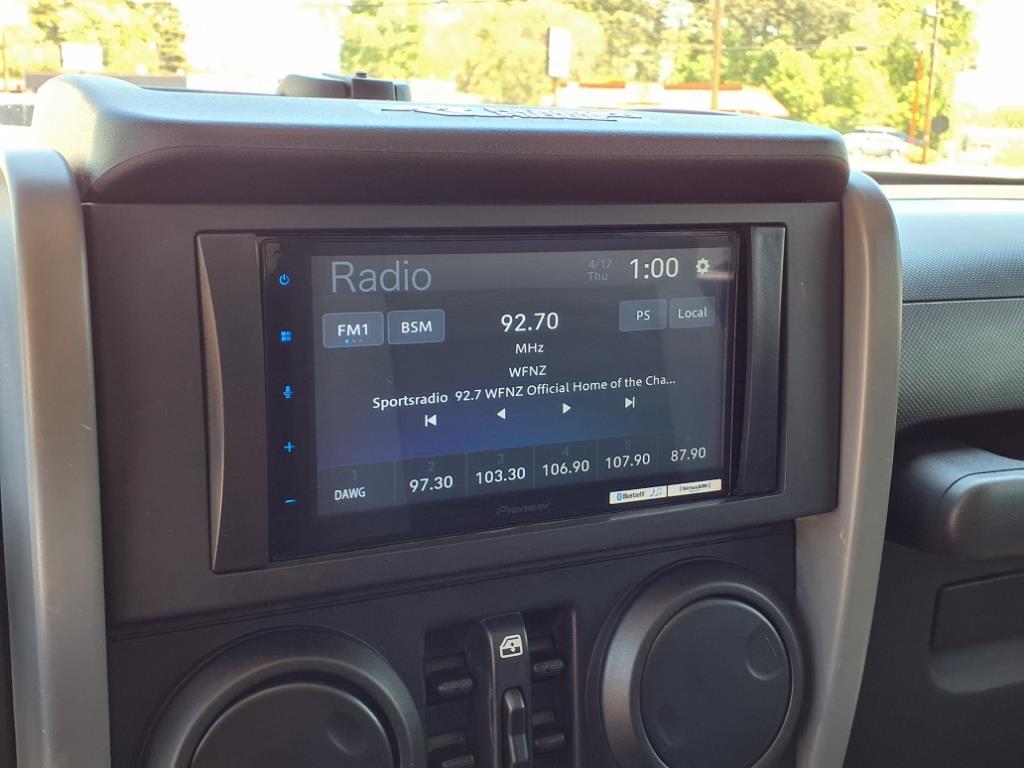 Radio
4/17
Thu
1:00
FM1 BSM
92.70
PS Local
MHz
WFNZ
Sportsradio 92.7 WFNZ Official Home of the Cha...
1 2 3 4 5 6
DAWG 97.30 103.30 106.90 107.90 87.90
Pioneer
Bluetooth